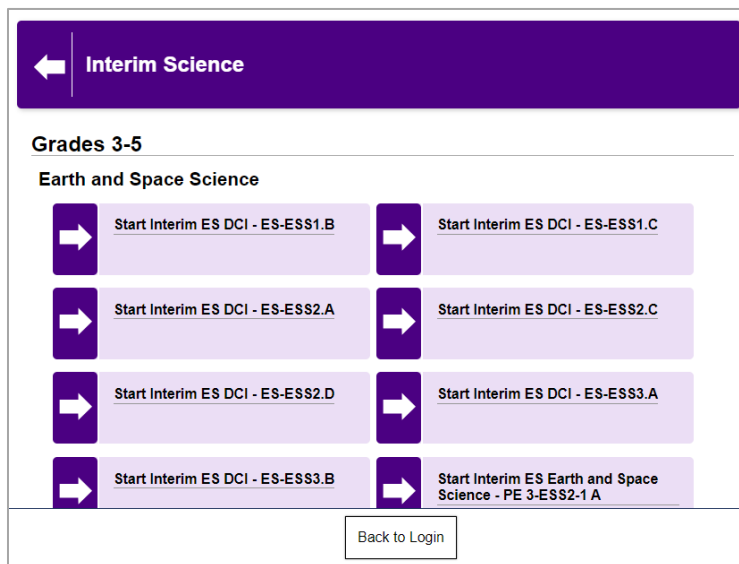 Interim Science
Grades 3-5
Earth and Space Science
Start Interim ES DCI - ES-ESS1.B
Start Interim ES DCI - ES-ESS1.C
Start Interim ES DCI - ES-ESS2.A
Start Interim ES DCI - ES-ESS2.C
Start Interim ES DCI - ES-ESS2.D
Start Interim ES DCI - ES-ESS3.A
Start Interim ES DCI - ES-ESS3.B
Start Interim ES Earth and Space
Science - PE 3-ESS2-1 A
Back to Login